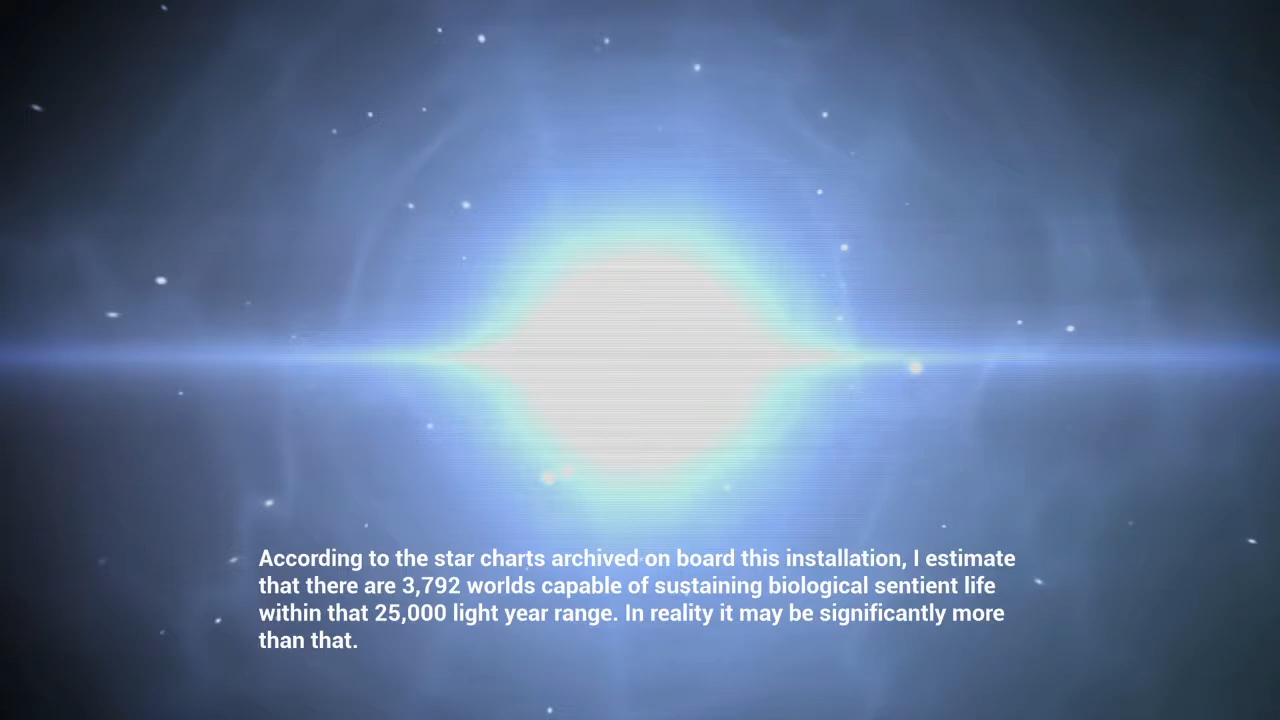 According to the star charts archived on board this installation, I estimate
that there are 3,792 worlds capable of sustaining biological sentient life
within that 25,000 light year range. In reality it may be significantly more
than that.